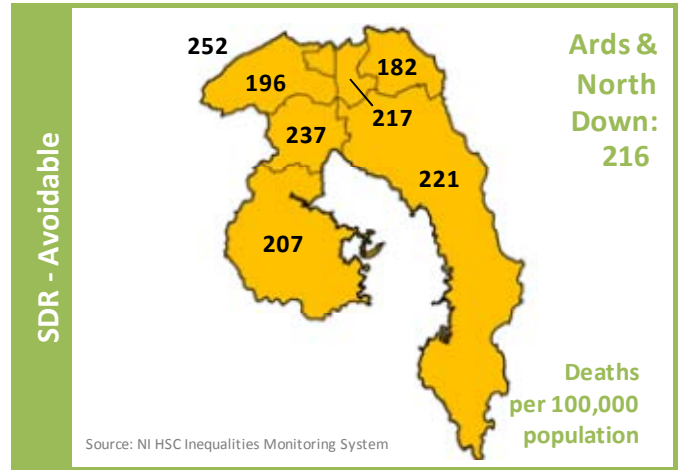 SDR - Avoidable
252
196
182
217
237
221
207
Ards &
North
Down:
216
Deaths
per 100,000
population
Source: NI HSC Inequalities Monitoring System